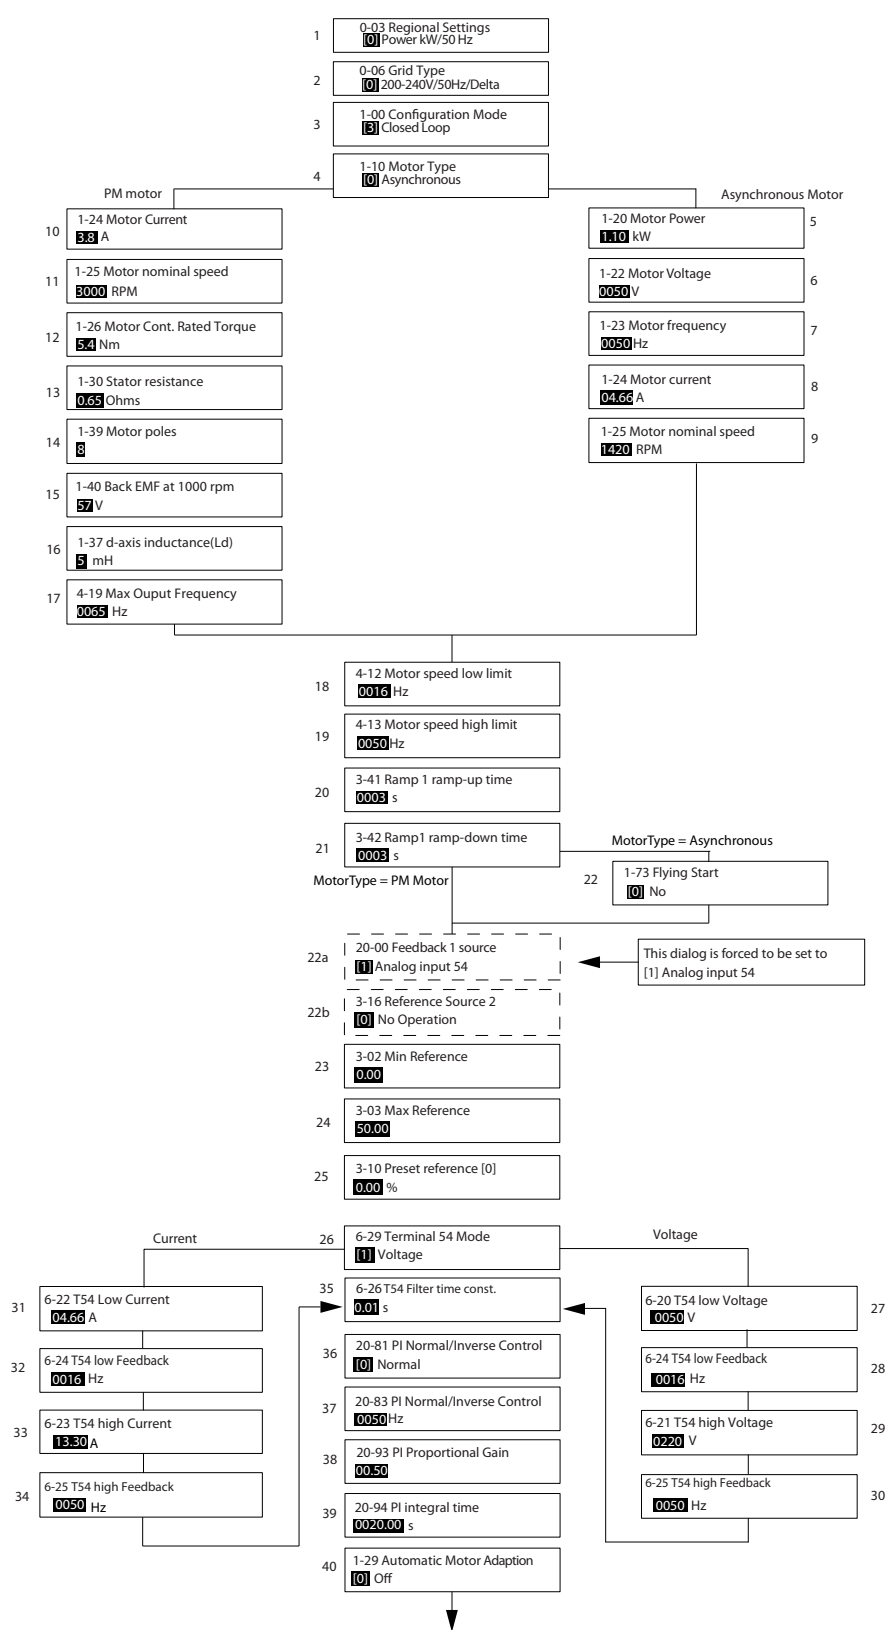 1
0-03 Regional Settings
[0] Power kW/50 Hz
2
0-06 Grid Type
[0] 200-240V/50Hz/Delta
3
1-00 Configuration Mode
[3] Closed Loop
4
1-10 Motor Type
[0] Asynchronous
PM motor
Asynchronous Motor
10
1-24 Motor Current
3.8 A
11
1-25 Motor nominal speed
3000 RPM
12
1-26 Motor Cont. Rated Torque
5.4 Nm
13
1-30 Stator resistance
0.65 Ohms
14
1-39 Motor poles
8
15
1-40 Back EMF at 1000 rpm
57 V
16
1-37 d-axis inductance(Ld)
5 mH
17
4-19 Max Ouput Frequency
0065 Hz
1-20 Motor Power
1.10 kW
5
1-22 Motor Voltage
0050 V
6
1-23 Motor frequency
0050 Hz
7
1-24 Motor current
04.66 A
8
1-25 Motor nominal speed
1420 RPM
9
18
4-12 Motor speed low limit
0016 Hz
19
4-13 Motor speed high limit
0050 Hz
20
3-41 Ramp 1 ramp-up time
0003 s
21
3-42 Ramp1 ramp-down time
0003 s
MotorType = Asynchronous
MotorType = PM Motor
22
1-73 Flying Start
[0] No
22a
20-00 Feedback 1 source
[1] Analog input 54
This dialog is forced to be set to
[1] Analog input 54
22b
3-16 Reference Source 2
[0] No Operation
23
3-02 Min Reference
0.00
24
3-03 Max Reference
50.00
25
3-10 Preset reference [0]
0.00 %
Current
26
6-29 Terminal 54 Mode
[1] Voltage
Voltage
31
6-22 T54 Low Current
04.66 A
32
6-24 T54 low Feedback
0016 Hz
33
6-23 T54 high Current
13.30 A
34
6-25 T54 high Feedback
0050 Hz
35
6-26 T54 Filter time const.
0.01 s
36
20-81 PI Normal/Inverse Control
[0] Normal
37
20-83 PI Normal/Inverse Control
0050 Hz
38
20-93 PI Proportional Gain
00.50
39
20-94 PI integral time
0020.00 s
40
1-29 Automatic Motor Adaption
[0] Off
6-20 T54 low Voltage
0050 V
27
6-24 T54 low Feedback
0016 Hz
28
6-21 T54 high Voltage
0220 V
29
6-25 T54 high Feedback
0050 Hz
30